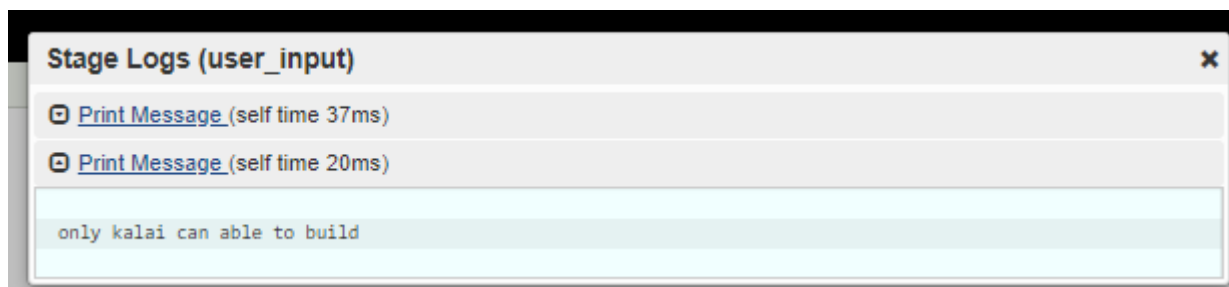 Stage Logs (user_input)
Print Message (self time 37ms)
Print Message (self time 20ms)
only kalai can able to build